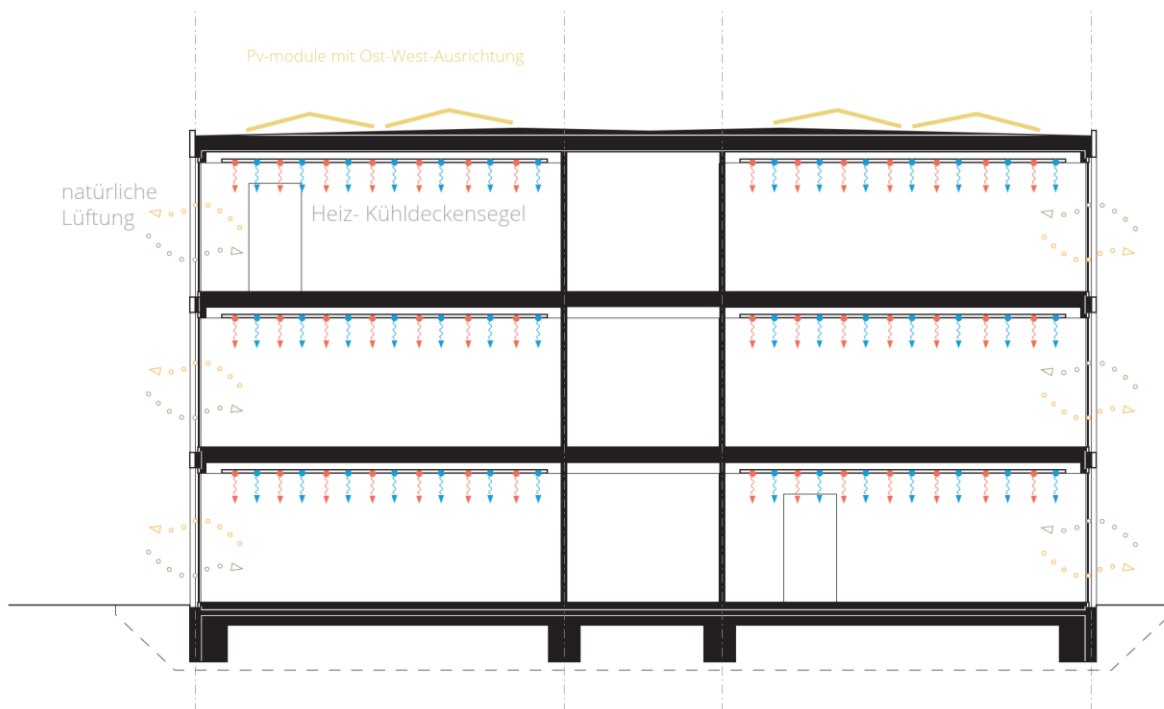 Pv-module mit Ost-West-Ausrichtung
natürliche
Lüftung
Heiz- Kühldeckensegel